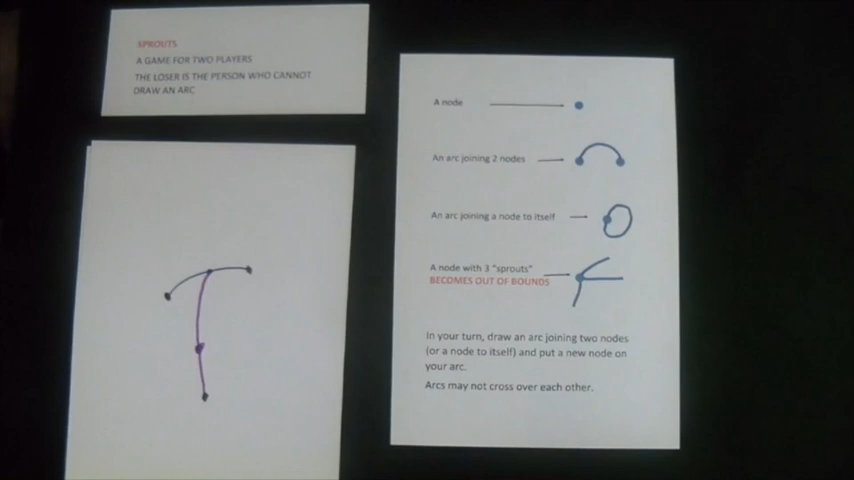 SPROUTS
A GAME FOR TWO PLAYERS
THE LOSER IS THE PERSON WHO CANNOT
DRAW AN ARC
A node
An arc joining 2 nodes
An arc joining a node to itself
A node with 3 "sprouts"
BECOMES OUT OF BOUNDS
In your turn, draw an arc joining two nodes
(or a node to itself) and put a new node on
your arc.
Arcs may not cross over each other.